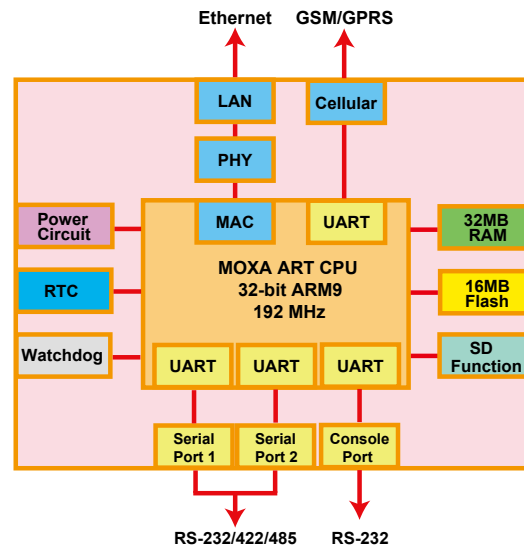 Ethernet GSM/GPRS
LAN Cellular
PHY
Power
Circuit
MAC UART
32MB
RAM
MOXA ART CPU
32-bit ARM9
192 MHz
RTC
16MB
Flash
Watchdog
UART UART UART
SD
Function
Serial
Port 1
Serial
Port 2
Console
Port
RS-232/422/485 RS-232